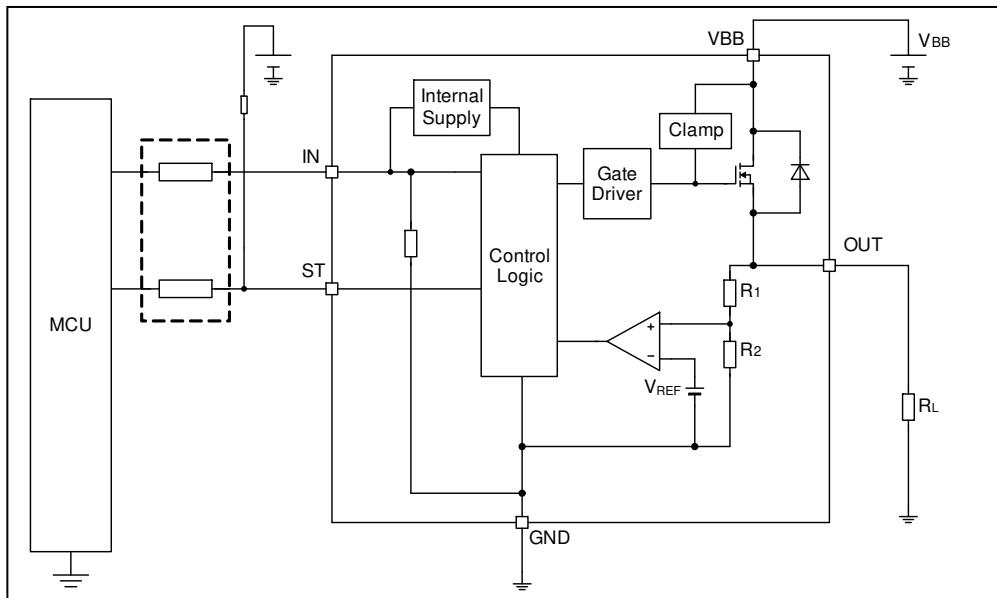 VBB
VBB
Internal
Supply
Clamp
IN
Gate
Driver
OUT
ST
Control
Logic
R1
MCU
+
R2
−
VREF
RL
GND